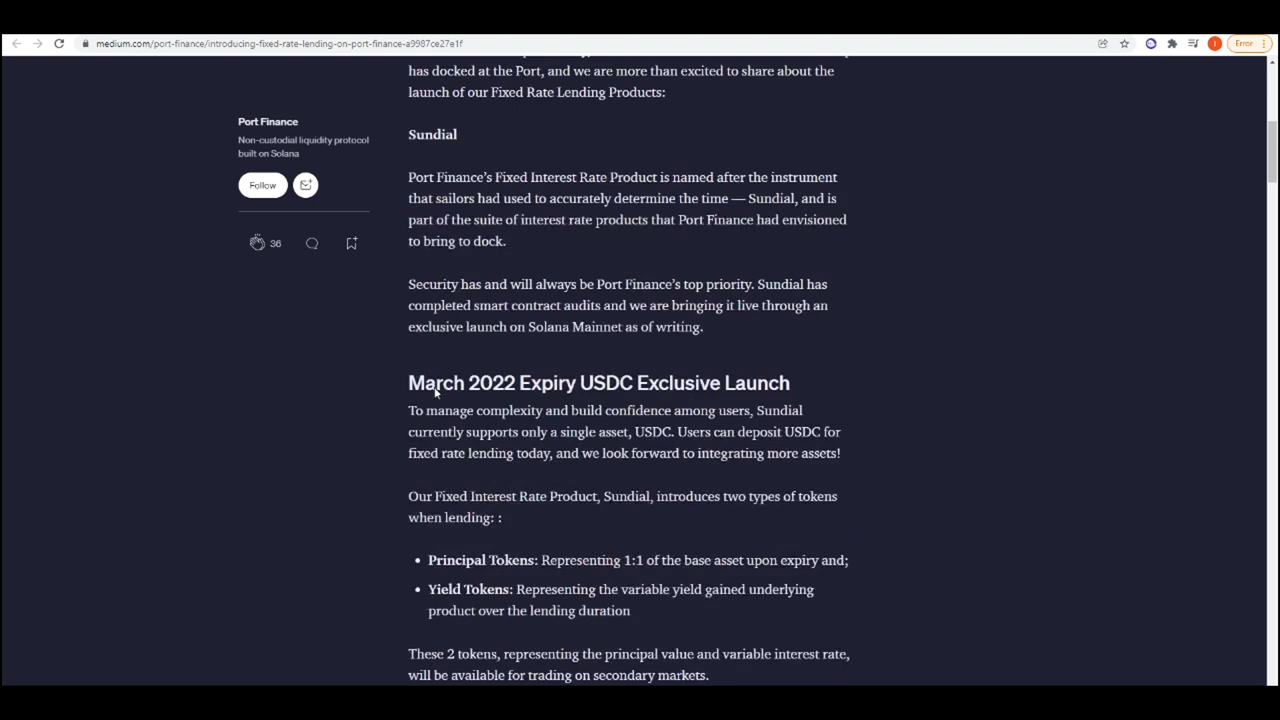 medium.com/port-finance/introducing-fixed-rate-lending-on-port-finance-a9987ce27e1f
Error
has docked at the Port, and we are more than excited to share about the
launch of our Fixed Rate Lending Products:
Port Finance
Non-custodial liquidity protocol
built on Solana
Follow
36
Sundial
Port Finance’s Fixed Interest Rate Product is named after the instrument
that sailors had used to accurately determine the time — Sundial, and is
part of the suite of interest rate products that Port Finance had envisioned
to bring to dock.
Security has and will always be Port Finance’s top priority. Sundial has
completed smart contract audits and we are bringing it live through an
exclusive launch on Solana Mainnet as of writing.
March 2022 Expiry USDC Exclusive Launch
To manage complexity and build confidence among users, Sundial
currently supports only a single asset, USDC. Users can deposit USDC for
fixed rate lending today, and we look forward to integrating more assets!
Our Fixed Interest Rate Product, Sundial, introduces two types of tokens
when lending: :
• Principal Tokens: Representing 1:1 of the base asset upon expiry and;
• Yield Tokens: Representing the variable yield gained underlying
product over the lending duration
These 2 tokens, representing the principal value and variable interest rate,
will be available for trading on secondary markets.